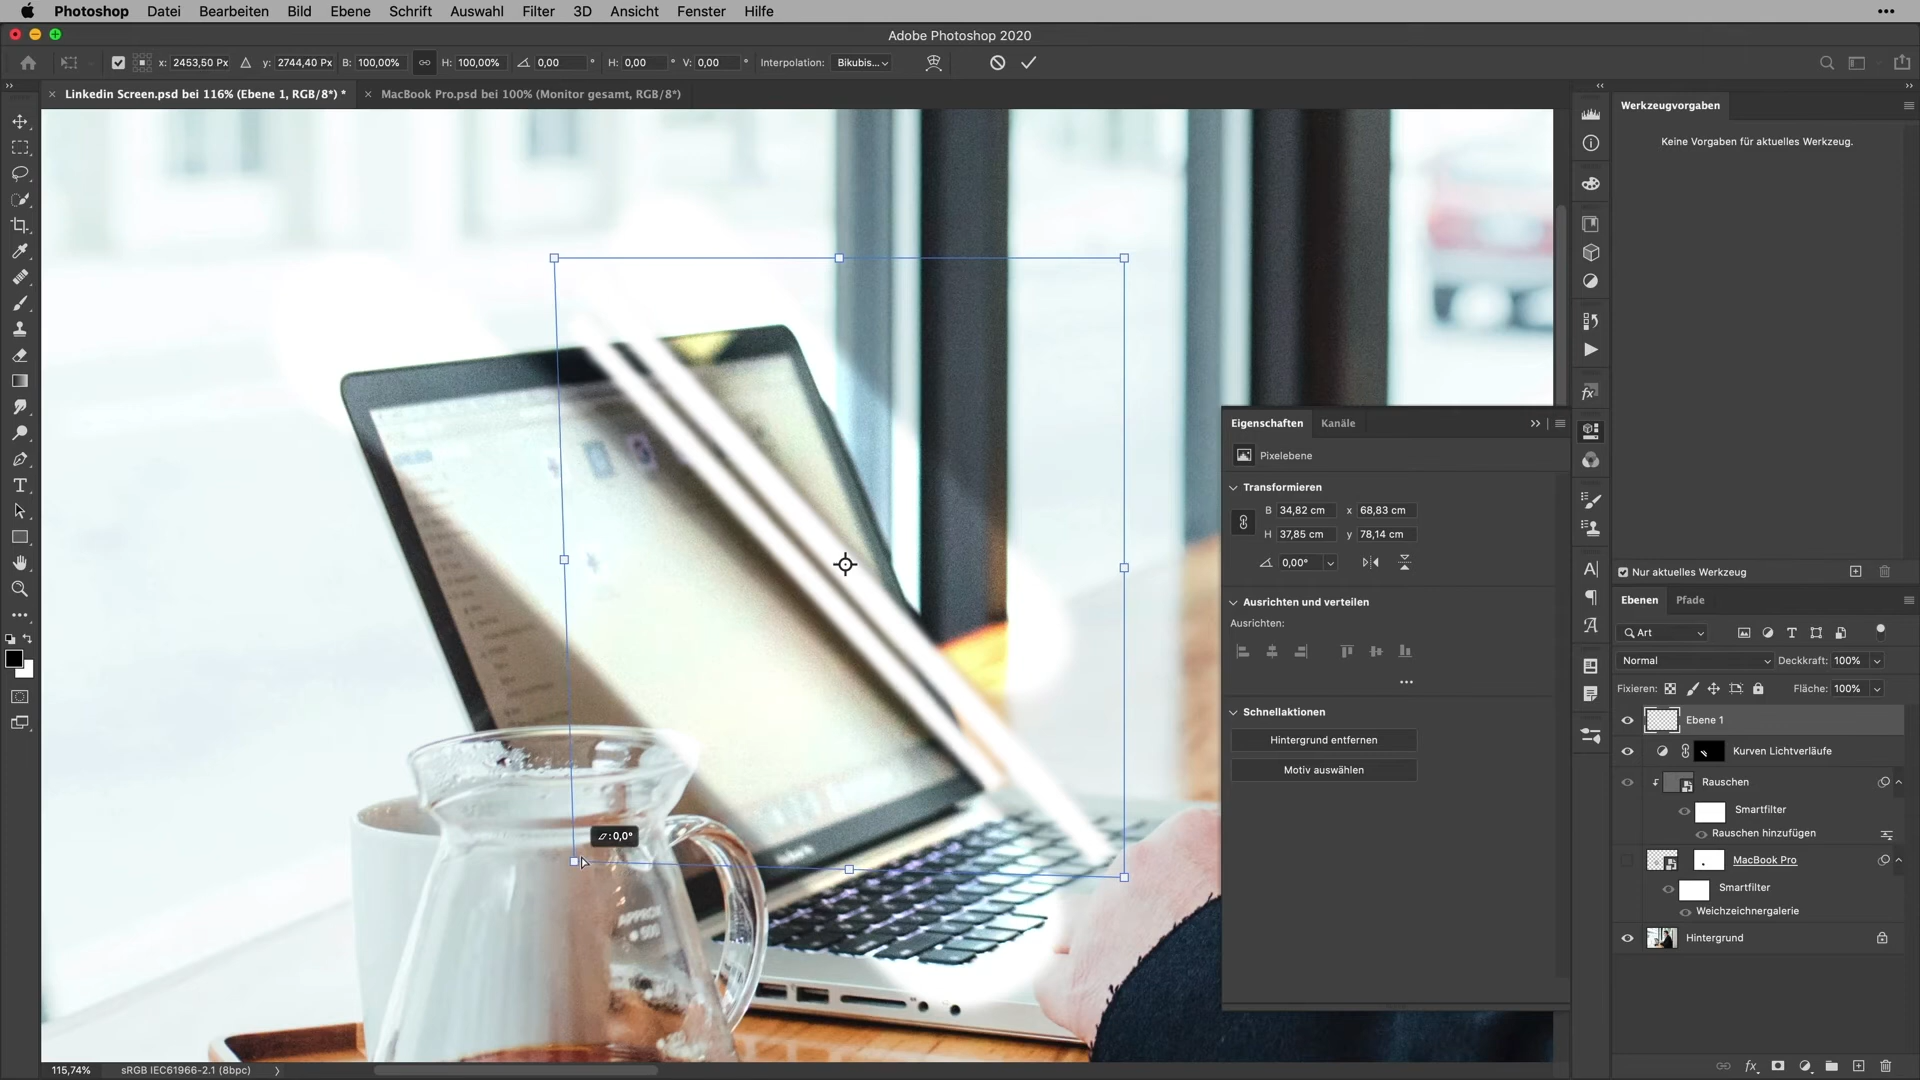 Photoshop Datei Bearbeiten Bild Ebene Schrift Auswahl Filter 3D Ansicht Fenster Hilfe
Adobe Photoshop 2020
x: 2453,50 Px y: 2744,40 Px B: 100,00% H: 100,00% 0,00 ° H: 0,00 ° V: 0,00 ° Interpolation: Bikubis...
Linkedin Screen.psd bei 116% (Ebene 1, RGB/8*) * MacBook Pro.psd bei 100% (Monitor gesamt, RGB/8*)
Werkzeugvorgaben
Keine Vorgaben für aktuelles Werkzeug.
Eigenschaften Kanäle
Pixelebene
Transformieren
B 34,82 cm x 68,83 cm
H 37,85 cm y 78,14 cm
0,00°
Ausrichten und verteilen
Ausrichten:
Schnellaktionen
Hintergrund entfernen
Motiv auswählen
Nur aktuelles Werkzeug
Ebenen Pfade
Art
Normal Deckkraft: 100%
Fixieren: Fläche: 100%
Ebene 1
Kurven Lichtverläufe
Rauschen
Smartfilter
Rauschen hinzufügen
MacBook Pro
Smartfilter
Weichzeichnergalerie
Hintergrund
: 0,0°
APPROX
500
115,74% sRGB IEC61966-2.1 (8bpc)